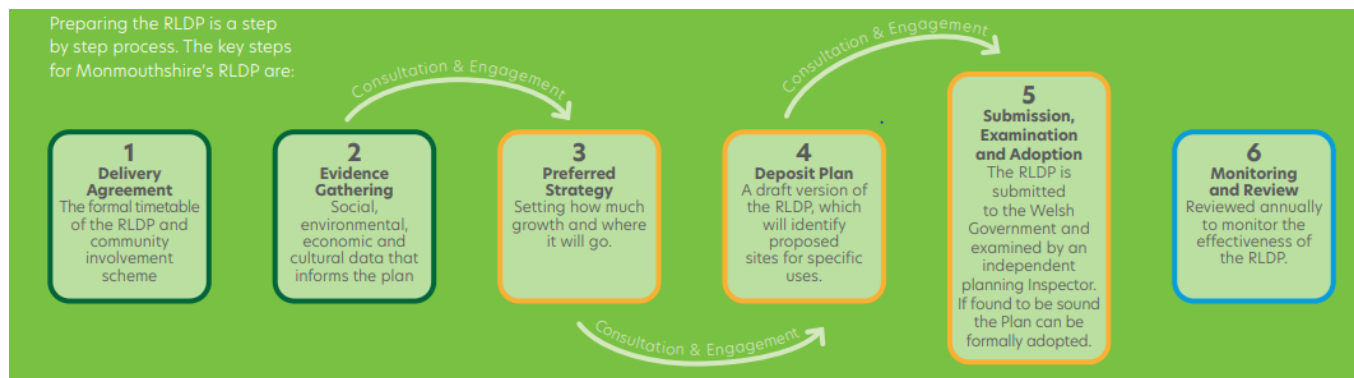 Preparing the RLDP is a step
by step process. The key steps
for Monmouthshire's RLDP are:
Consultation & Engagement
Consultation & Engagement
1
Delivery
Agreement
The formal timetable
of the RLDP and
community
involvement
scheme
2
Evidence
Gathering
Social,
environmental,
economic and
cultural data that
informs the plan
3
Preferred
Strategy
Setting how much
growth and where
it will go.
4
Deposit Plan
A draft version of
the RLDP, which
will identify
proposed
sites for specific
uses.
5
Submission,
Examination
and Adoption
The RLDP is
submitted
to the Welsh
Government and
examined by an
independent
planning Inspector.
If found to be sound
the Plan can be
formally adopted.
6
Monitoring
and Review
Reviewed annually
to monitor the
effectiveness of
the RLDP.
Consultation & Engagement